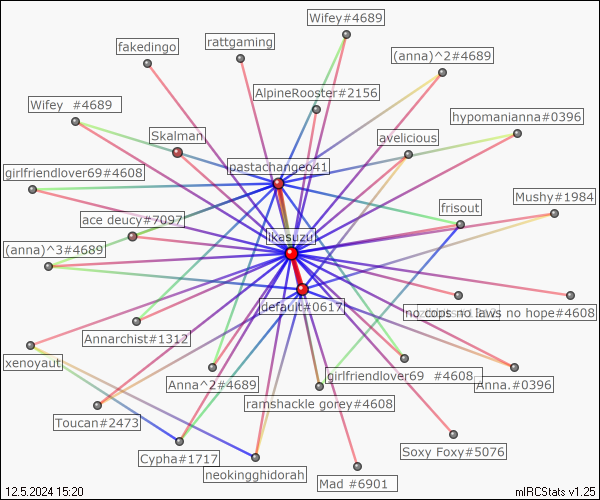 Wifey#4689
fakedingo
rattgaming
(anna)^2#4689
AlpineRooster#2156
Wifey  #4689
hypomanianna#0396
Skalman
avelicious
pastachangeo41
girlfriendlover69#4608
Mushy#1984
ace deucy#7097
frisout
Ikasuzu
(anna)^3#4689
default#0617
no cops no laws no hope#4608
Annarchist#1312
xenoyaut
Anna^2#4689
girlfriendlover69  #4608
Anna.#0396
ramshackle gorey#4608
Toucan#2473
Soxy Foxy#5076
Cypha#1717
neokingghidorah
Mad #6901
12.5.2024 15:20
mIRCStats v1.25